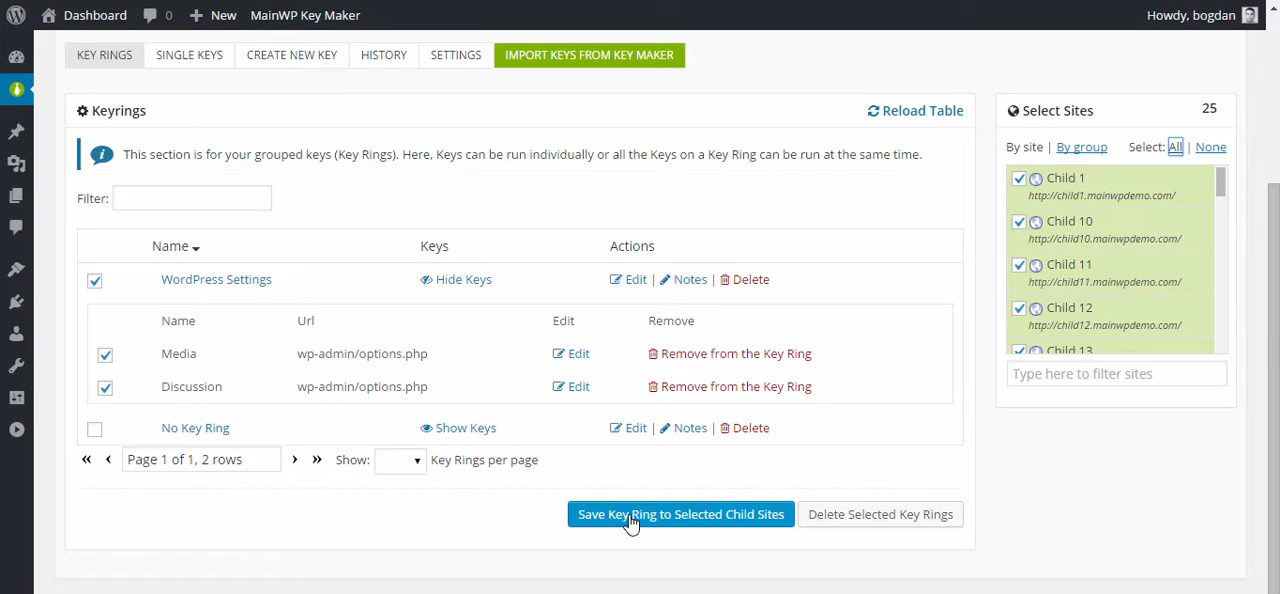 Dashboard 0 New MainWP Key Maker Howdy, bogdan
KEY RINGS SINGLE KEYS CREATE NEW KEY HISTORY SETTINGS IMPORT KEYS FROM KEY MAKER
Keyrings Reload Table
This section is for your grouped keys (Key Rings). Here, Keys can be run individually or all the Keys on a Key Ring can be run at the same time.
Filter:
Name Keys Actions
WordPress Settings Hide Keys Edit | Notes | Delete
Name Url Edit Remove
Media wp-admin/options.php Edit Remove from the Key Ring
Discussion wp-admin/options.php Edit Remove from the Key Ring
No Key Ring Show Keys Edit | Notes | Delete
« ‹ Page 1 of 1, 2 rows › » Show: Key Rings per page
Save Key Ring to Selected Child Sites Delete Selected Key Rings
Select Sites 25
By site | By group Select: All | None
Child 1
http://child1.mainwpdemo.com/
Child 10
http://child10.mainwpdemo.com/
Child 11
http://child11.mainwpdemo.com/
Child 12
http://child12.mainwpdemo.com/
Child 13
Type here to filter sites